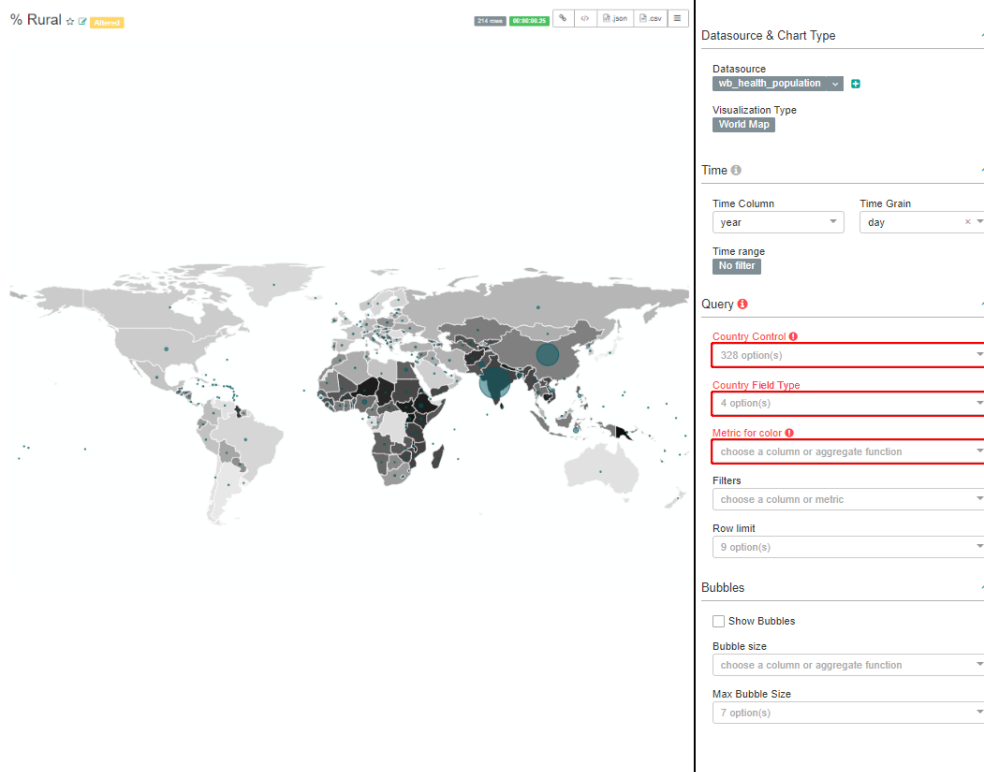 % Rural Altered
214 rows 00:00:00.25 .json .csv
Datasource & Chart Type
Datasource
wb_health_population
Visualization Type
World Map
Time
Time Column Time Grain
year day
Time range
No filter
Query
Country Control
328 option(s)
Country Field Type
4 option(s)
Metric for color
choose a column or aggregate function
Filters
choose a column or metric
Row limit
9 option(s)
Bubbles
Show Bubbles
Bubble size
choose a column or aggregate function
Max Bubble Size
7 option(s)